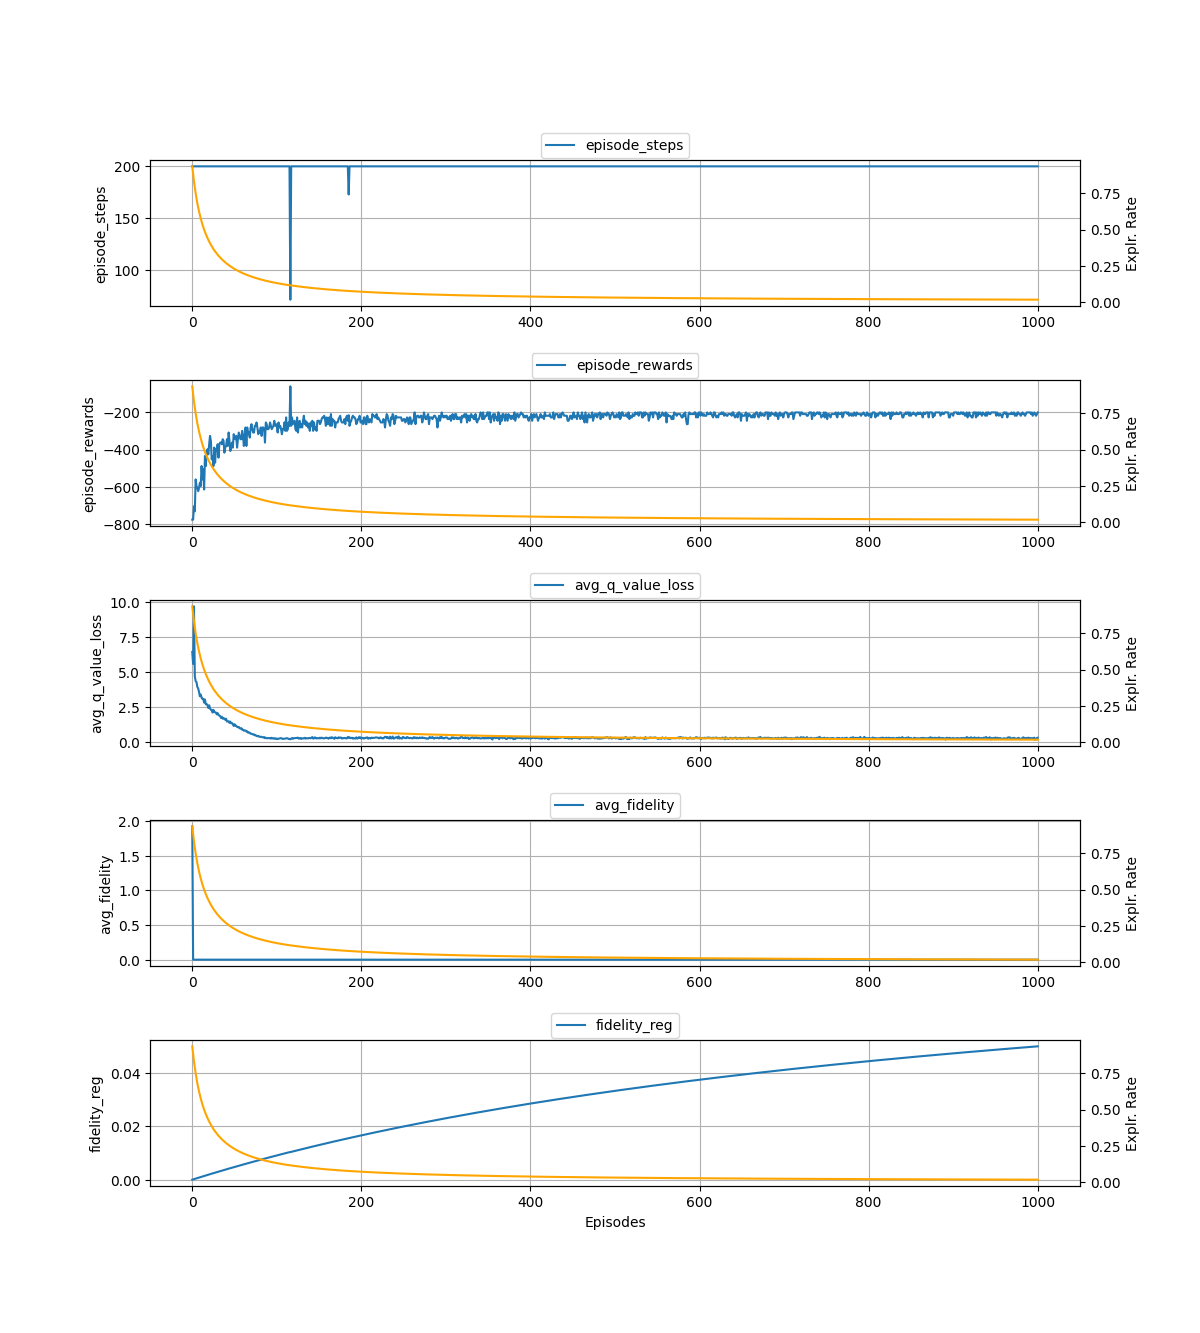 episode_steps
episode_steps
200
150
100
0.75
0.50
0.25
0.00
Explr. Rate
0 200 400 600 800 1000
episode_rewards
episode_rewards
−200
−400
−600
−800
0.75
0.50
0.25
0.00
Explr. Rate
0 200 400 600 800 1000
avg_q_value_loss
avg_q_value_loss
10.0
7.5
5.0
2.5
0.0
0.75
0.50
0.25
0.00
Explr. Rate
0 200 400 600 800 1000
avg_fidelity
avg_fidelity
2.0
1.5
1.0
0.5
0.0
0.75
0.50
0.25
0.00
Explr. Rate
0 200 400 600 800 1000
fidelity_reg
fidelity_reg
0.04
0.02
0.00
0.75
0.50
0.25
0.00
Explr. Rate
0 200 400 600 800 1000
Episodes